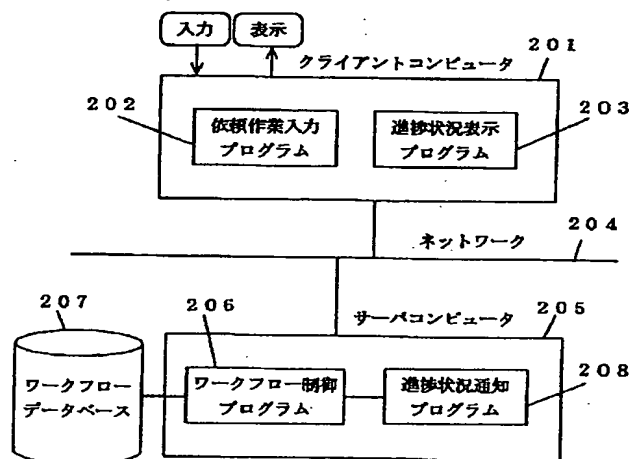 入力
表示
クライアントコンピュータ
201
202
依頼作業入力
プログラム
進捗状況表示
プログラム
203
ネットワーク
204
207
206
サーバコンピュータ
205
ワークフロー
データベース
ワークフロー制御
プログラム
進捗状況通知
プログラム
208